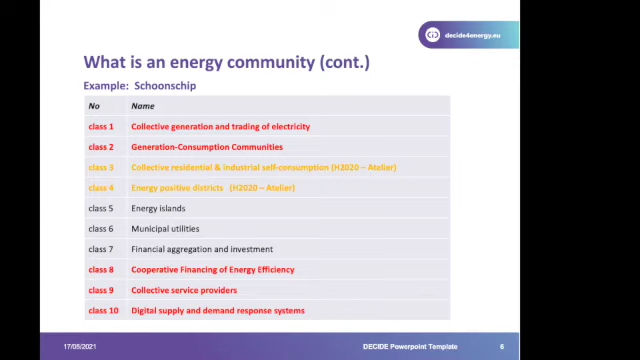 decide4energy.eu
What is an energy community (cont.)
Example: Schoonschip
No Name
class 1 Collective generation and trading of electricity
class 2 Generation-Consumption Communities
class 3 Collective residential & industrial self-consumption (H2020 – Atelier)
class 4 Energy positive districts (H2020 – Atelier)
class 5 Energy islands
class 6 Municipal utilities
class 7 Financial aggregation and investment
class 8 Cooperative Financing of Energy Efficiency
class 9 Collective service providers
class 10 Digital supply and demand response systems
17/05/2021 DECIDE Powerpoint Template 6